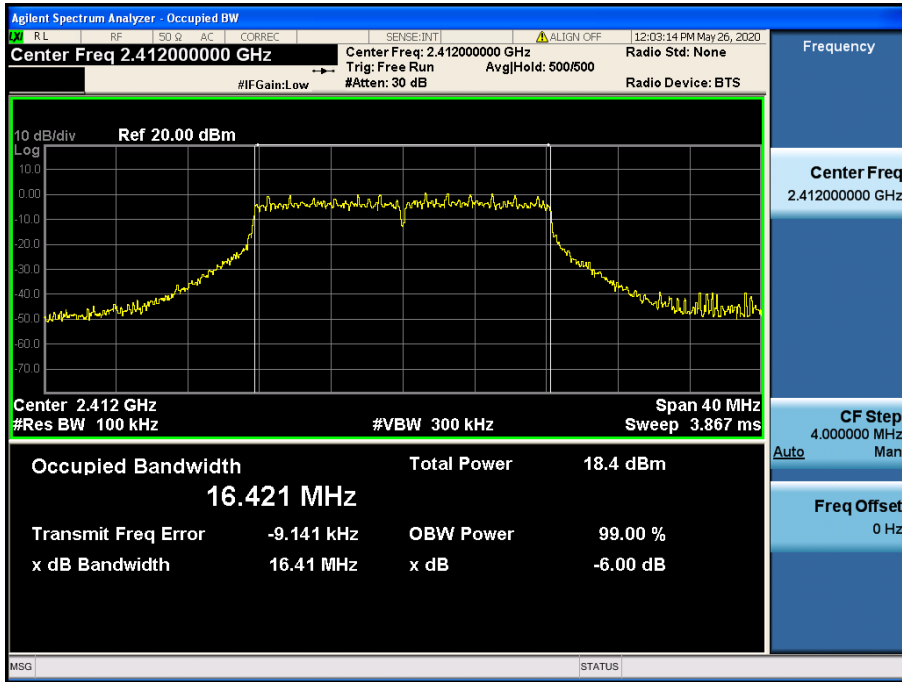 Agilent Spectrum Analyzer - Occupied BW
LXI RL RF 50 Ω AC CORREC SENSE:INT ALIGN OFF 12:03:14 PM May 26, 2020
Center Freq 2.412000000 GHz
Center Freq: 2.412000000 GHz
Radio Std: None
Trig: Free Run Avg|Hold: 500/500
#IFGain:Low
#Atten: 30 dB
Radio Device: BTS
10 dB/div Ref 20.00 dBm
Log
10.0
0.00
-10.0
-20.0
-30.0
-40.0
-50.0
-60.0
-70.0
Center 2.412 GHz Span 40 MHz
#Res BW 100 kHz #VBW 300 kHz Sweep 3.867 ms
Occupied Bandwidth Total Power 18.4 dBm
16.421 MHz
Transmit Freq Error -9.141 kHz OBW Power 99.00 %
x dB Bandwidth 16.41 MHz x dB -6.00 dB
MSG STATUS
Frequency
Center Freq
2.412000000 GHz
CF Step
4.000000 MHz
Auto Man
Freq Offset
0 Hz